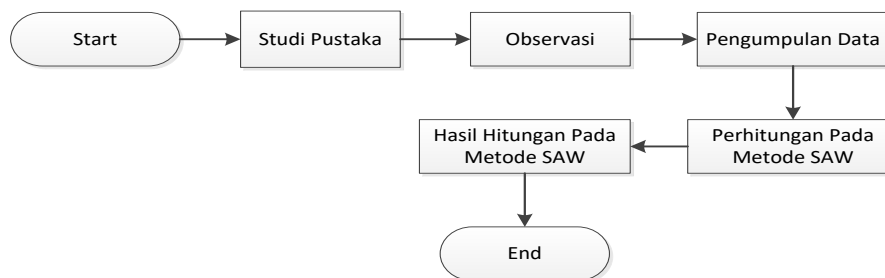 Start
Studi Pustaka
Observasi
Pengumpulan Data
Perhitungan Pada
Metode SAW
Hasil Hitungan Pada
Metode SAW
End